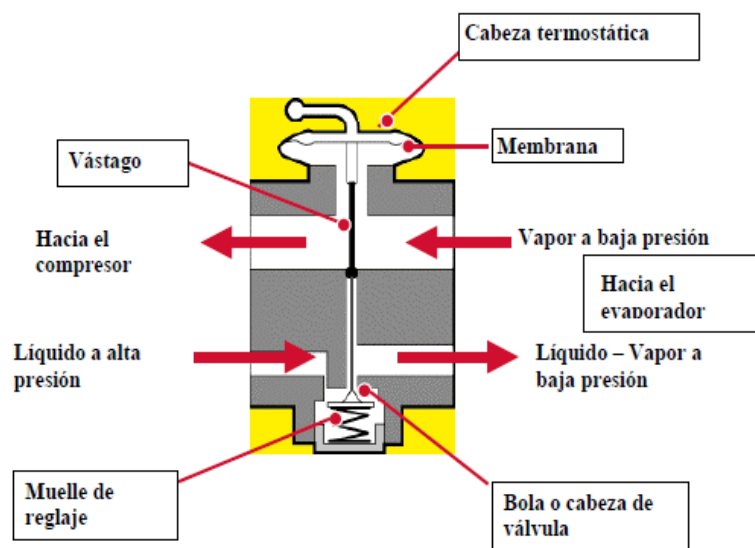 Cabeza termostática
Vástago
Membrana
Hacia el
compresor
Vapor a baja presión
Hacia el
evaporador
Líquido a alta
presión
Líquido – Vapor a
baja presión
Muelle de
reglaje
Bola o cabeza de
válvula